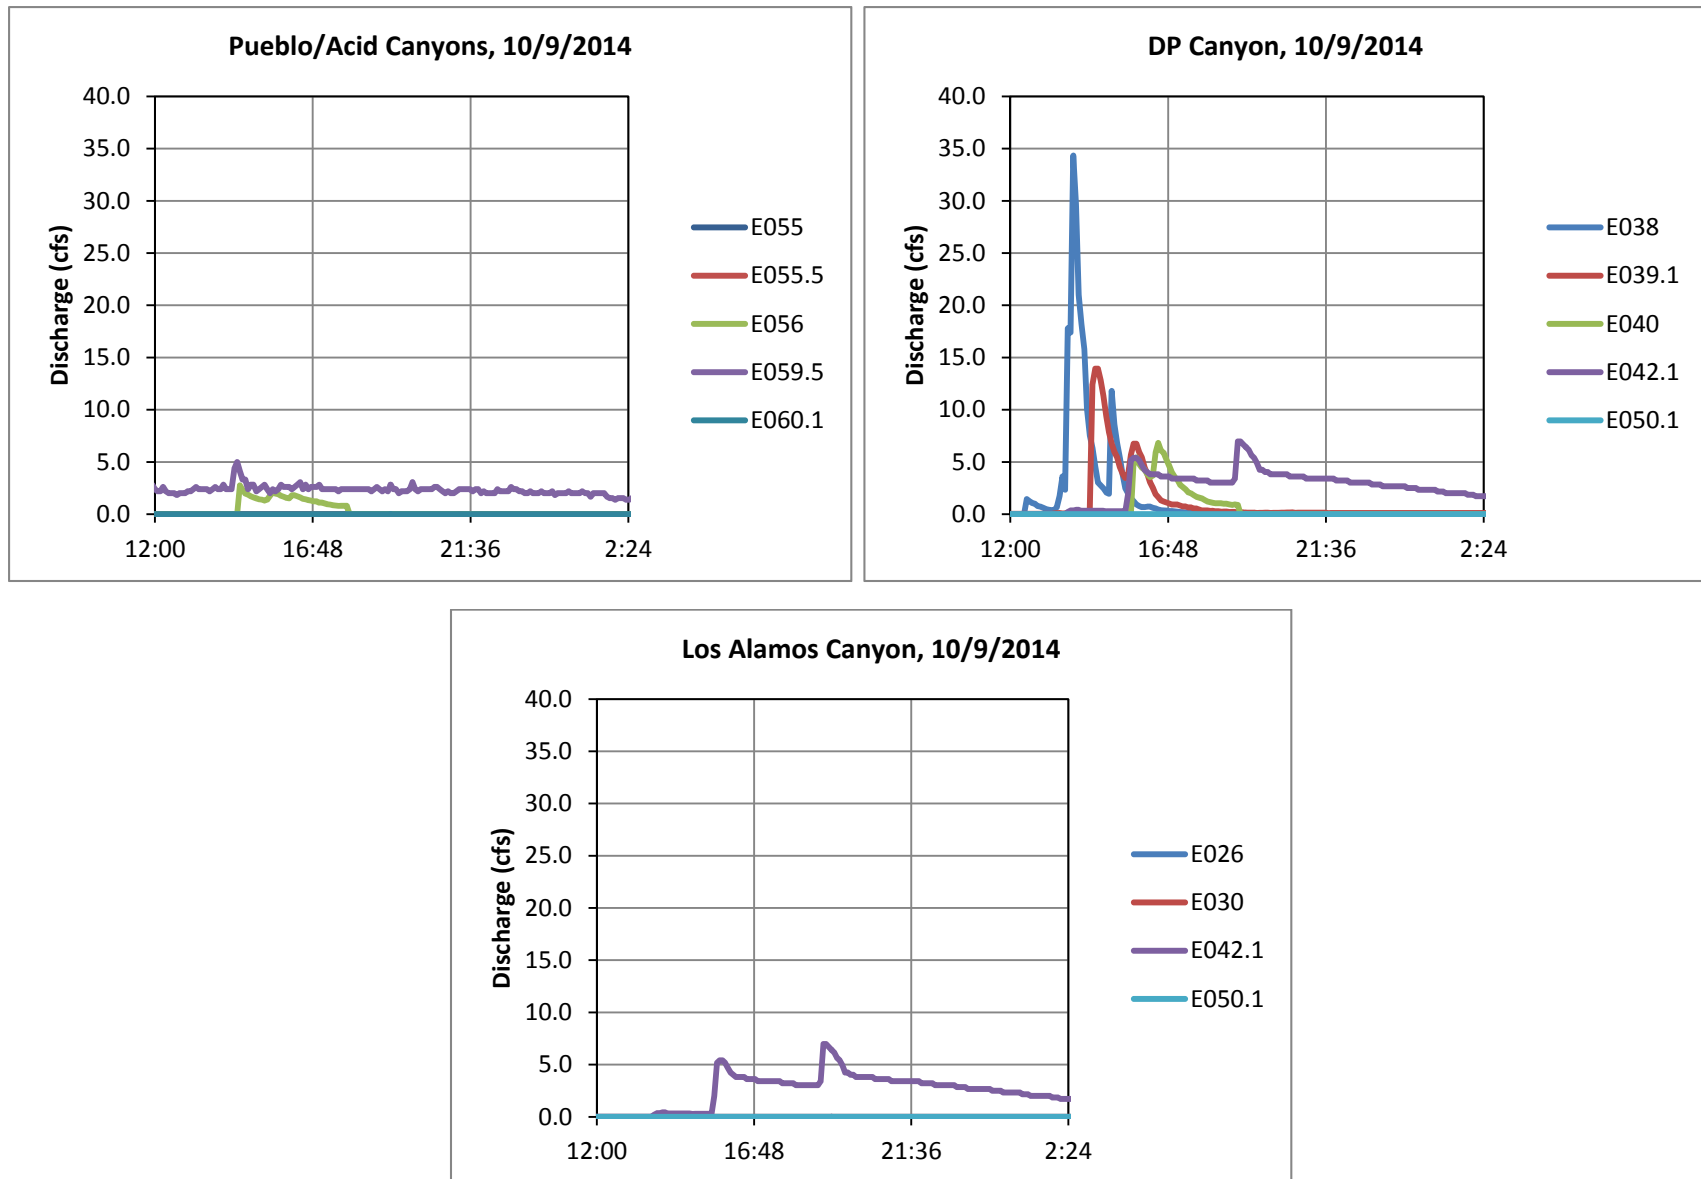 Pueblo/Acid Canyons, 10/9/2014
40.0
35.0
30.0
25.0
20.0
15.0
10.0
5.0
0.0
Discharge (cfs)
12:00 16:48 21:36 2:24
E055
E055.5
E056
E059.5
E060.1
DP Canyon, 10/9/2014
40.0
35.0
30.0
25.0
20.0
15.0
10.0
5.0
0.0
Discharge (cfs)
12:00 16:48 21:36 2:24
E038
E039.1
E040
E042.1
E050.1
Los Alamos Canyon, 10/9/2014
40.0
35.0
30.0
25.0
20.0
15.0
10.0
5.0
0.0
Discharge (cfs)
12:00 16:48 21:36 2:24
E026
E030
E042.1
E050.1